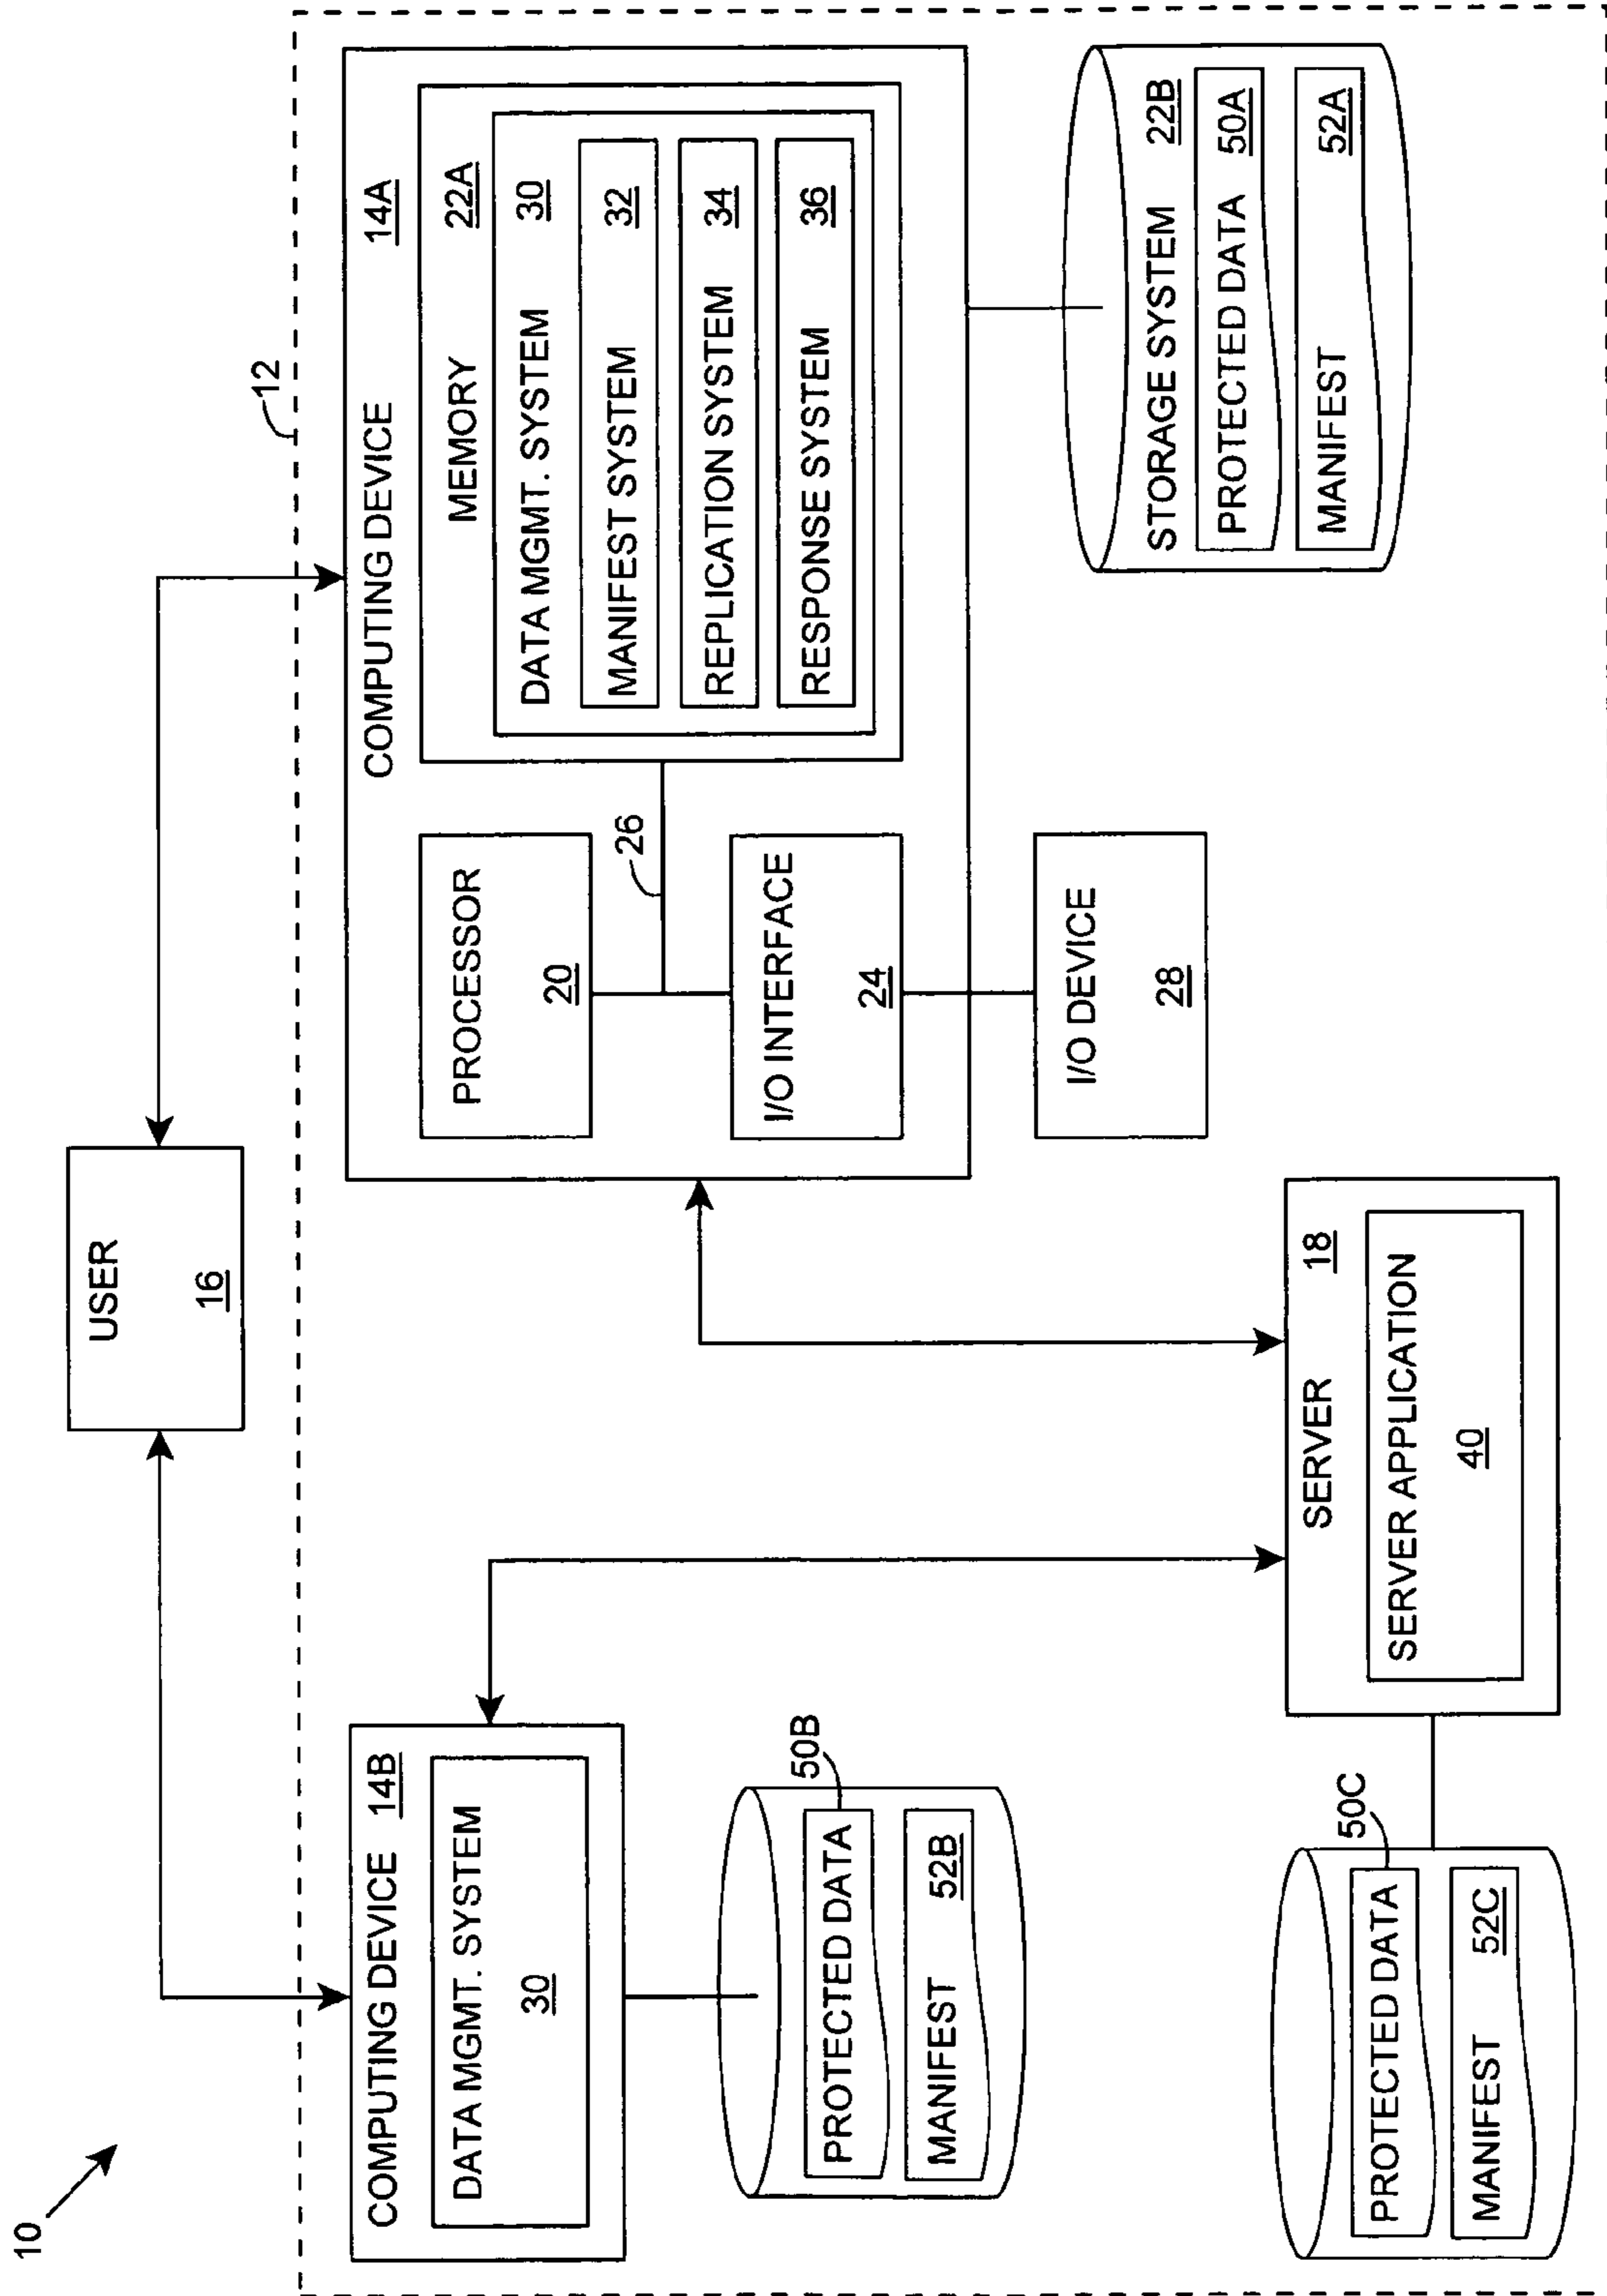 10
USER
16
12
COMPUTING DEVICE 14B
DATA MGMT. SYSTEM
30
PROTECTED DATA
50B
MANIFEST 52B
COMPUTING DEVICE 14A
PROCESSOR
20
26
I/O INTERFACE
24
MEMORY 22A
DATA MGMT. SYSTEM 30
MANIFEST SYSTEM 32
REPLICATION SYSTEM 34
RESPONSE SYSTEM 36
I/O DEVICE
28
STORAGE SYSTEM 22B
PROTECTED DATA 50A
MANIFEST 52A
PROTECTED DATA
50C
MANIFEST 52C
SERVER 18
SERVER APPLICATION
40